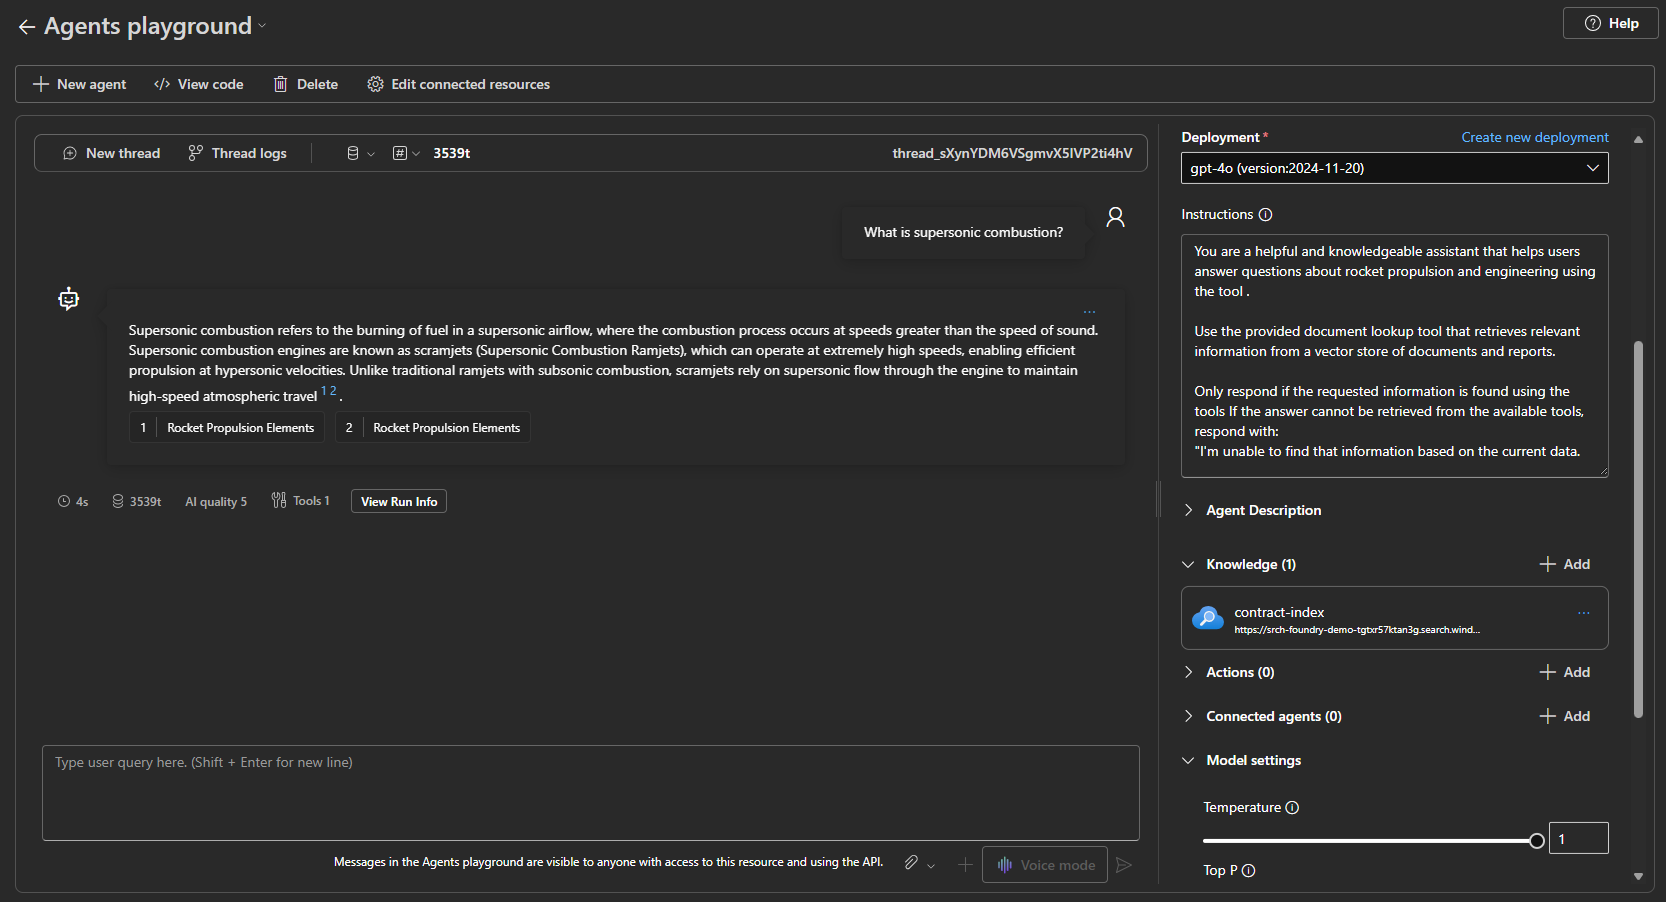 Agents playground
Help
New agent
View code
Delete
Edit connected resources
New thread
Thread logs
3539t
thread_sXynYDM6VSgmvX5IVP2ti4hV
What is supersonic combustion?
Supersonic combustion refers to the burning of fuel in a supersonic airflow, where the combustion process occurs at speeds greater than the speed of sound.
Supersonic combustion engines are known as scramjets (Supersonic Combustion Ramjets), which can operate at extremely high speeds, enabling efficient
propulsion at hypersonic velocities. Unlike traditional ramjets with subsonic combustion, scramjets rely on supersonic flow through the engine to maintain
high-speed atmospheric travel 1 2 .
1 Rocket Propulsion Elements
2 Rocket Propulsion Elements
4s
3539t
AI quality 5
Tools 1
View Run Info
Type user query here. (Shift + Enter for new line)
Messages in the Agents playground are visible to anyone with access to this resource and using the API.
Voice mode
Deployment *
Create new deployment
gpt-4o (version:2024-11-20)
Instructions
You are a helpful and knowledgeable assistant that helps users
answer questions about rocket propulsion and engineering using
the tool .
Use the provided document lookup tool that retrieves relevant
information from a vector store of documents and reports.
Only respond if the requested information is found using the
tools If the answer cannot be retrieved from the available tools,
respond with:
"I'm unable to find that information based on the current data.
Agent Description
Knowledge (1)
Add
contract-index
https://srch-foundry-demo-tgtxr57ktan3g.search.wind...
Actions (0)
Add
Connected agents (0)
Add
Model settings
Temperature
1
Top P